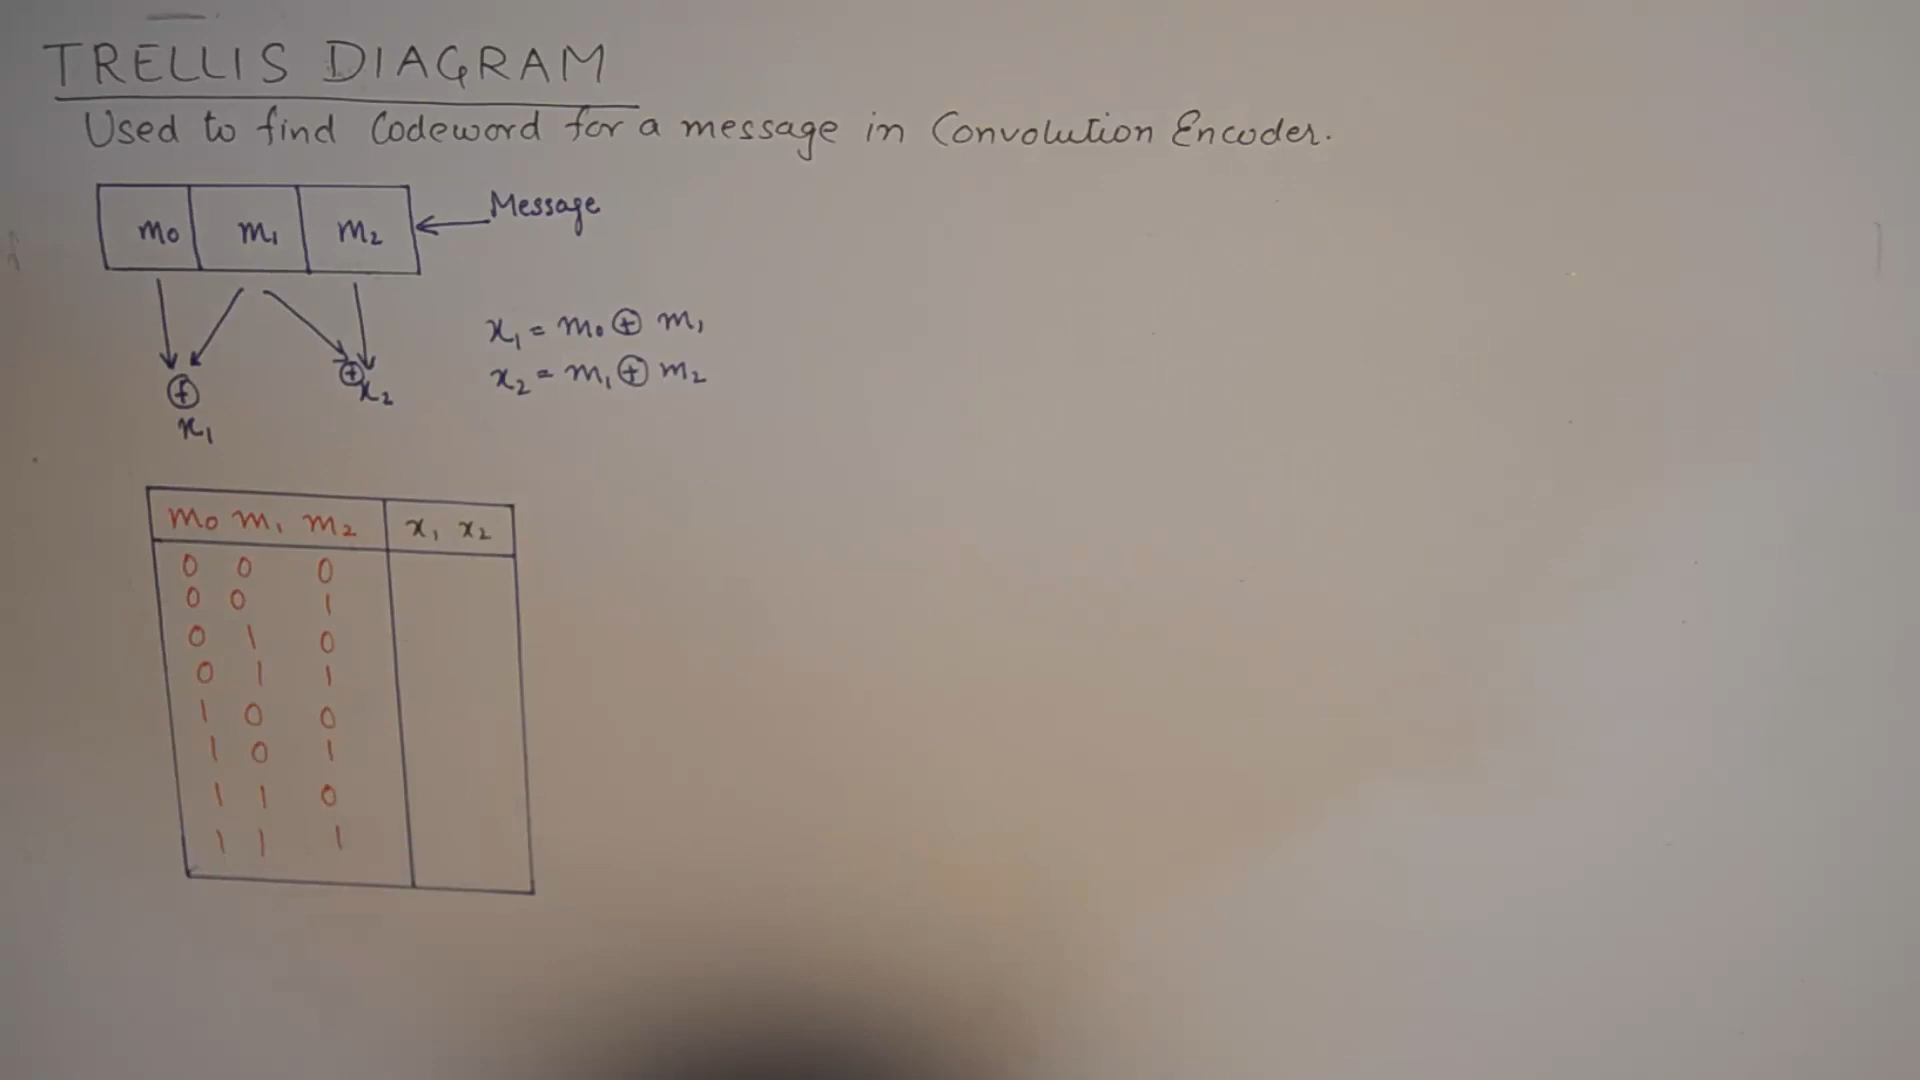 TRELLIS DIAGRAM
Used to find Codeword for a message in Convolution Encoder.
m₀ m₁ m₂ Message
x₁ = m₀ ⊕ m₁
x₂ = m₁ ⊕ m₂
⊕ ⊕ x₂
x₁
m₀ m₁ m₂ x₁ x₂
0 0 0
0 0 1
0 1 0
0 1 1
1 0 0
1 0 1
1 1 0
1 1 1